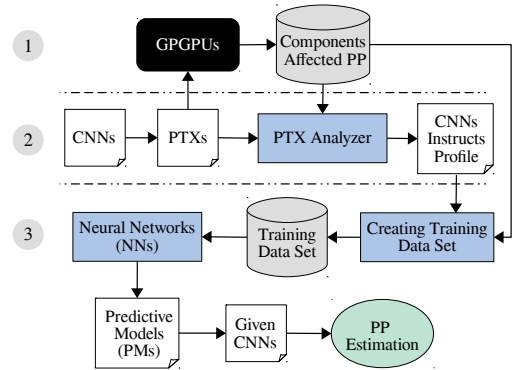 1
GPGPUs
Components
Affected PP
2
CNNs
PTXs
PTX Analyzer
CNNs
Instructs
Profile
3
Neural Networks
(NNs)
Training
Data Set
Creating Training
Data Set
Predictive
Models
(PMs)
Given
CNNs
PP
Estimation